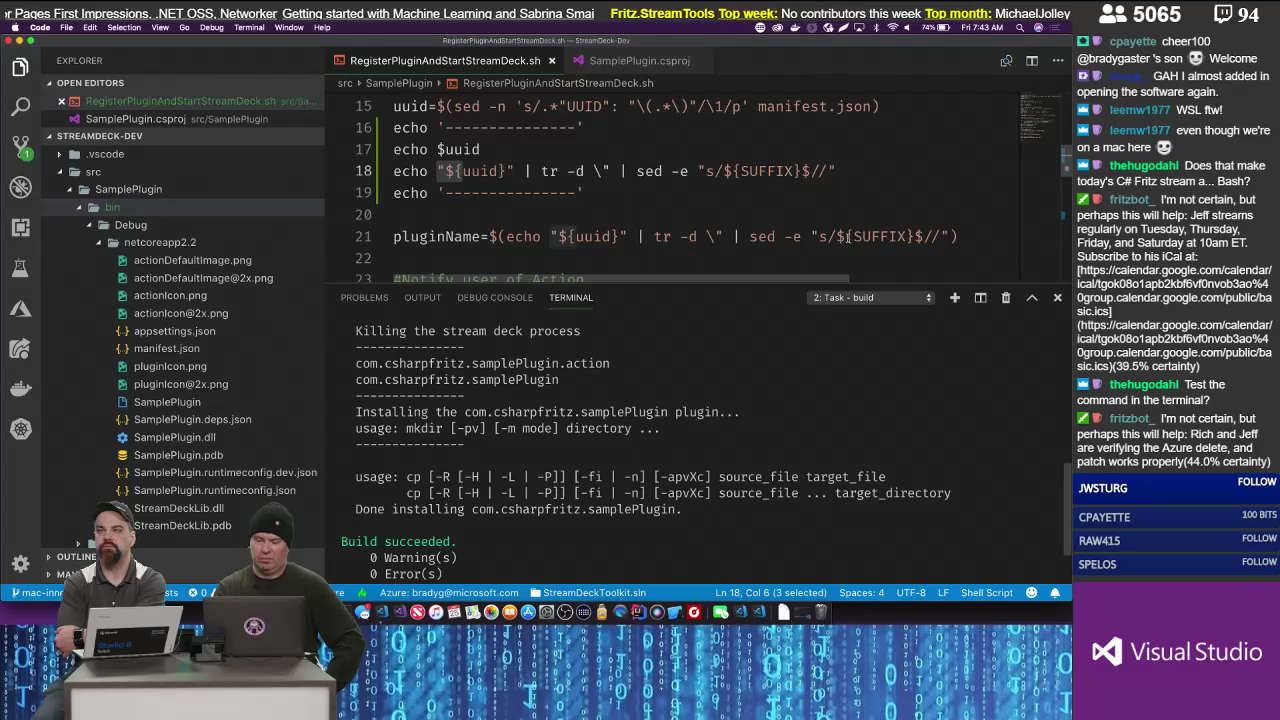 er Pages First Impressions, .NET OSS, Networker Getting started with Machine Learning and Sabrina Smai
Fritz.StreamTools Top week: No contributors this week Top month: MichaelJolley
5065
94
Code File Edit Selection View Go Debug Terminal Window
74%
Fri 7:43 AM
RegisterPluginAndStartStreamDeck.sh — StreamDeck-Dev
EXPLORER
OPEN EDITORS
RegisterPluginAndStartStreamDeck.sh src/Sa...
SamplePlugin.csproj src/SamplePlugin
STREAMDECK-DEV
.vscode
src
SamplePlugin
bin
Debug
netcoreapp2.2
actionDefaultImage.png
actionDefaultImage@2x.png
actionIcon.png
actionIcon@2x.png
appsettings.json
manifest.json
pluginIcon.png
pluginIcon@2x.png
SamplePlugin
SamplePlugin.deps.json
SamplePlugin.dll
SamplePlugin.pdb
SamplePlugin.runtimeconfig.dev.json
SamplePlugin.runtimeconfig.json
StreamDeckLib.dll
StreamDeckLib.pdb
OUTLINE
RegisterPluginAndStartStreamDeck.sh
SamplePlugin.csproj
src SamplePlugin RegisterPluginAndStartStreamDeck.sh
15 uuid=$(sed -n 's/.*"UUID": "\(.*\)"/\1/p' manifest.json)
16 echo '---------------'
17 echo $uuid
18 echo "${uuid}" | tr -d \" | sed -e "s/${SUFFIX}$//"
19 echo '---------------'
20
21 pluginName=$(echo "${uuid}" | tr -d \" | sed -e "s/${SUFFIX}$//")
22
23 #Notify user of Action
PROBLEMS OUTPUT DEBUG CONSOLE TERMINAL
2: Task - build
Killing the stream deck process
---------------
com.csharpfritz.samplePlugin.action
com.csharpfritz.samplePlugin
---------------
Installing the com.csharpfritz.samplePlugin plugin...
usage: mkdir [-pv] [-m mode] directory ...
---------------
usage: cp [-R [-H | -L | -P]] [-fi | -n] [-apvXc] source_file target_file
cp [-R [-H | -L | -P]] [-fi | -n] [-apvXc] source_file ... target_directory
Done installing com.csharpfritz.samplePlugin.
Build succeeded.
0 Warning(s)
0 Error(s)
Azure: bradyg@microsoft.com
StreamDeckToolkit.sln
Ln 18, Col 6 (3 selected)
Spaces: 4
UTF-8
LF
Shell Script
cpayette: cheer100
@bradygaster 's son Welcome
GAH I almost added in
opening the software again.
leemw1977: WSL ftw!
leemw1977: even though we're
on a mac here
thehugodahl: Does that make
today's C# Fritz stream a... Bash?
fritzbot_: I'm not certain, but
perhaps this will help: Jeff streams
regularly on Tuesday, Thursday,
Friday, and Saturday at 10am ET.
Subscribe to his iCal at:
[https://calendar.google.com/calendar/
ical/tgok08o1apb2kbf6vf0vob3ao%4
0group.calendar.google.com/public/ba
sic.ics]
(https://calendar.google.com/calendar/
ical/tgok08o1apb2kbf6vf0vob3ao%4
0group.calendar.google.com/public/ba
sic.ics)(39.5% certainty)
thehugodahl: Test the
command in the terminal?
fritzbot_: I'm not certain, but
perhaps this will help: Rich and Jeff
are verifying the Azure delete, and
patch works properly(44.0% certainty)
JWSTURG FOLLOW
CPAYETTE 100 BITS
RAW415 FOLLOW
SPELOS FOLLOW
Visual Studio